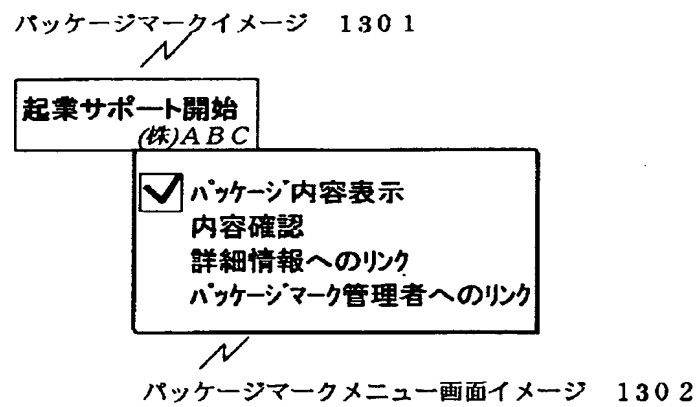 パッケージマークイメージ　1301
起業サポート開始
(株)ABC
パッケージ内容表示
内容確認
詳細情報へのリンク
パッケージマーク管理者へのリンク
パッケージマークメニュー画面イメージ　1302